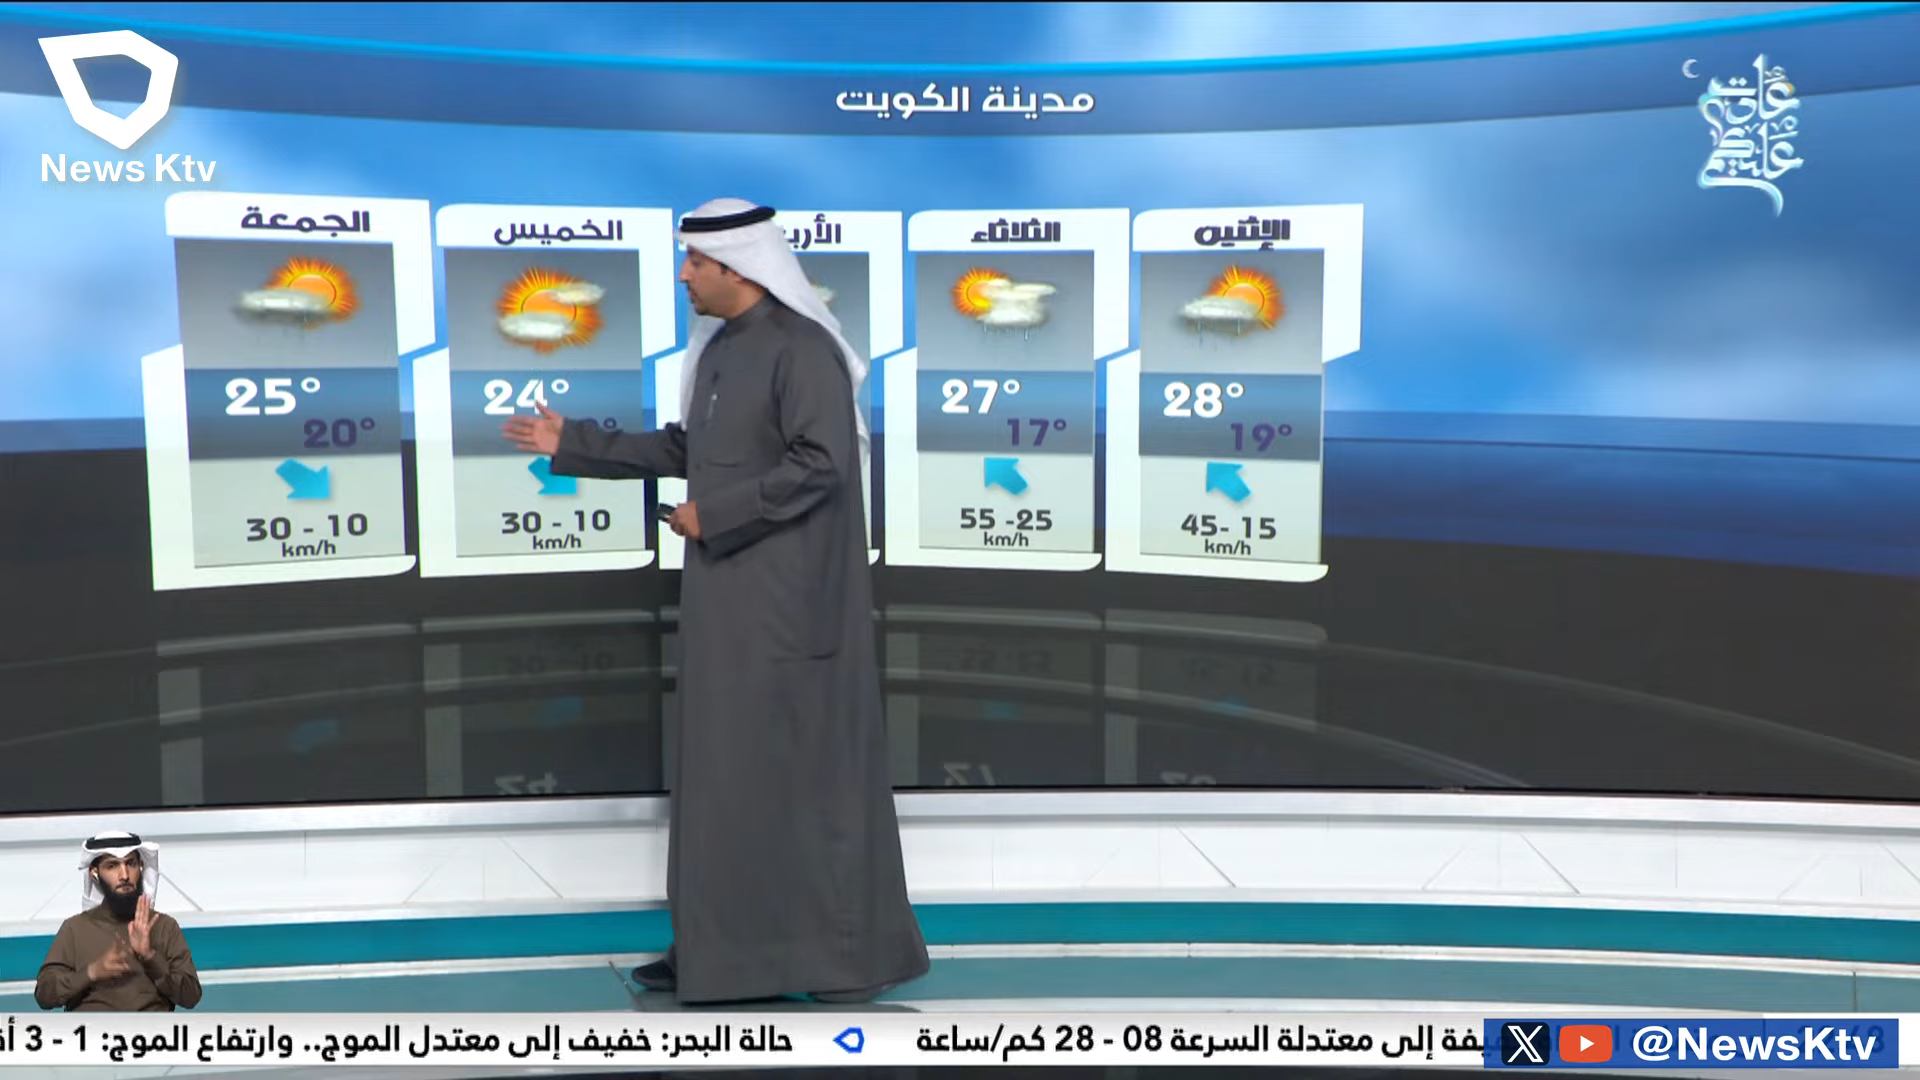 News Ktv
مدينة الكويت
عادت عليكم
الإثنين
28°
19°
45- 15
km/h
الثلاثاء
27°
17°
55 -25
km/h
الخميس
24°
30 - 10
km/h
الجمعة
25°
20°
30 - 10
km/h
إلى معتدلة السرعة 08 - 28 كم/ساعة
حالة البحر: خفيف إلى معتدل الموج.. وارتفاع الموج: 1 - 3
@NewsKtv